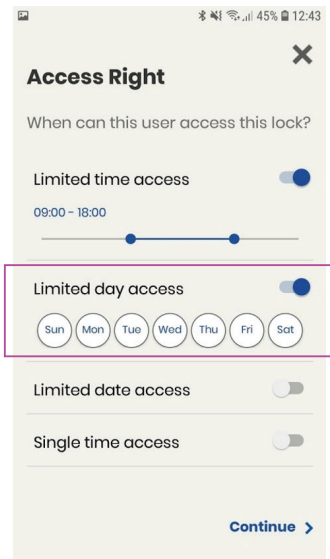 45% 12:43
Access Right
When can this user access this lock?
Limited time access
09:00 - 18:00
Limited day access
Sun Mon Tue Wed Thu Fri Sat
Limited date access
Single time access
Continue